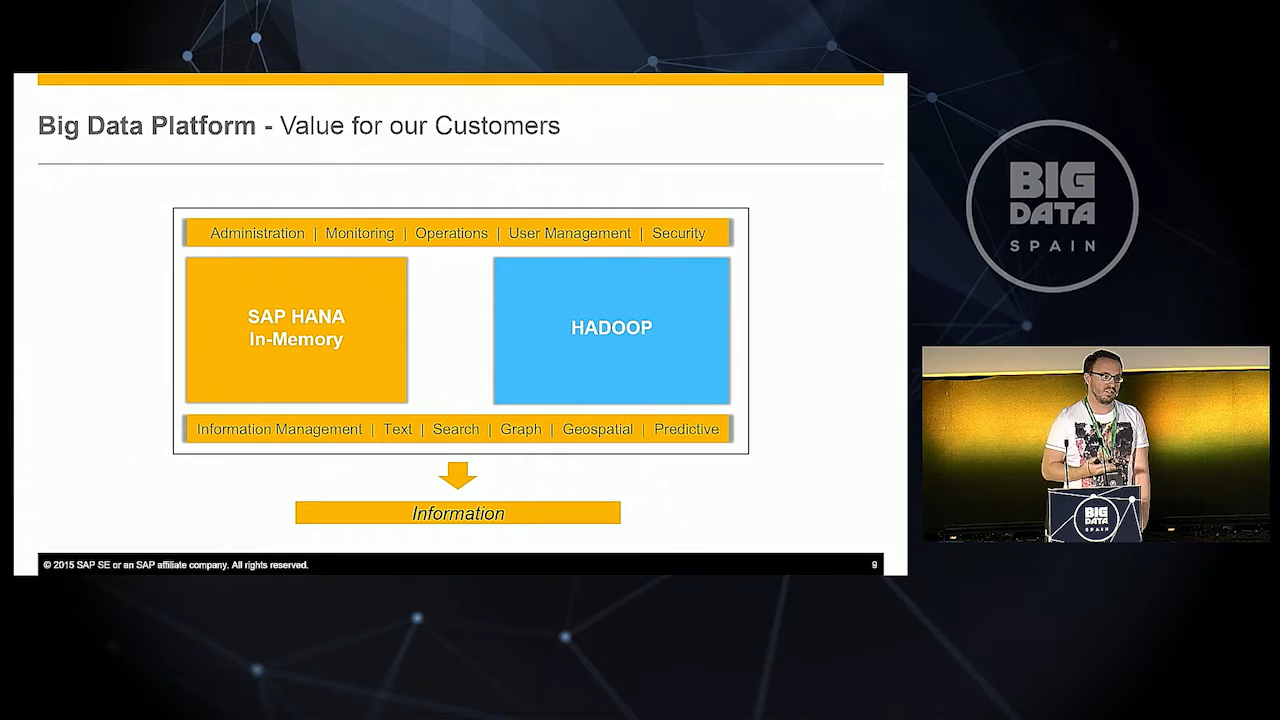 Big Data Platform - Value for our Customers
Administration | Monitoring | Operations | User Management | Security
SAP HANA
In-Memory
HADOOP
Information Management | Text | Search | Graph | Geospatial | Predictive
Information
© 2015 SAP SE or an SAP affiliate company. All rights reserved.
9
BIG
DATA
SPAIN
BIG
DATA
SPAIN